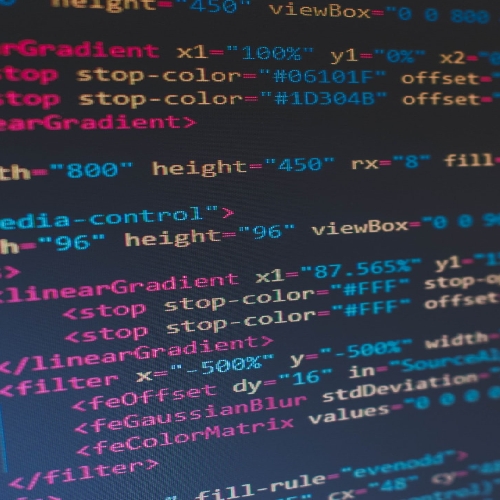 height="450" viewBox="0 0 800
rGradient x1="100%" y1="0%" x2=
stop stop-color="#06101F" offset=
stop stop-color="#1D304B" offset=
earGradient>
th="800" height="450" rx="8" fill
edia-control">
h="96" height="96" viewBox="0 0 9
>
linearGradient x1="87.565%" y1="1
<stop stop-color="#FFF" stop-o
<stop stop-color="#FFF" offset
</linearGradient>
<filter x="-500%" y="-500%" width
<feOffset dy="16" in="SourceAl
<feGaussianBlur stdDeviation=
<feColorMatrix values="0 0 0 0
</filter>
fill-rule="evenodd">
cx="48" cy=